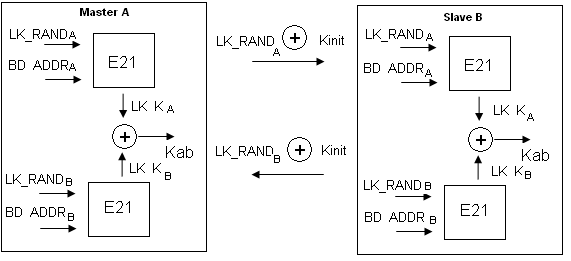 Master A
LK_RANDA
E21
BD ADDRA
LK KA
+
Kab
LK KB
LK_RANDB
E21
BD ADDRB
LK_RANDA + Kinit
LK_RANDB + Kinit
Slave B
LK_RANDA
E21
BD ADDRA
LK KA
+
Kab
LK KB
LK_RANDB
E21
BD ADDRB